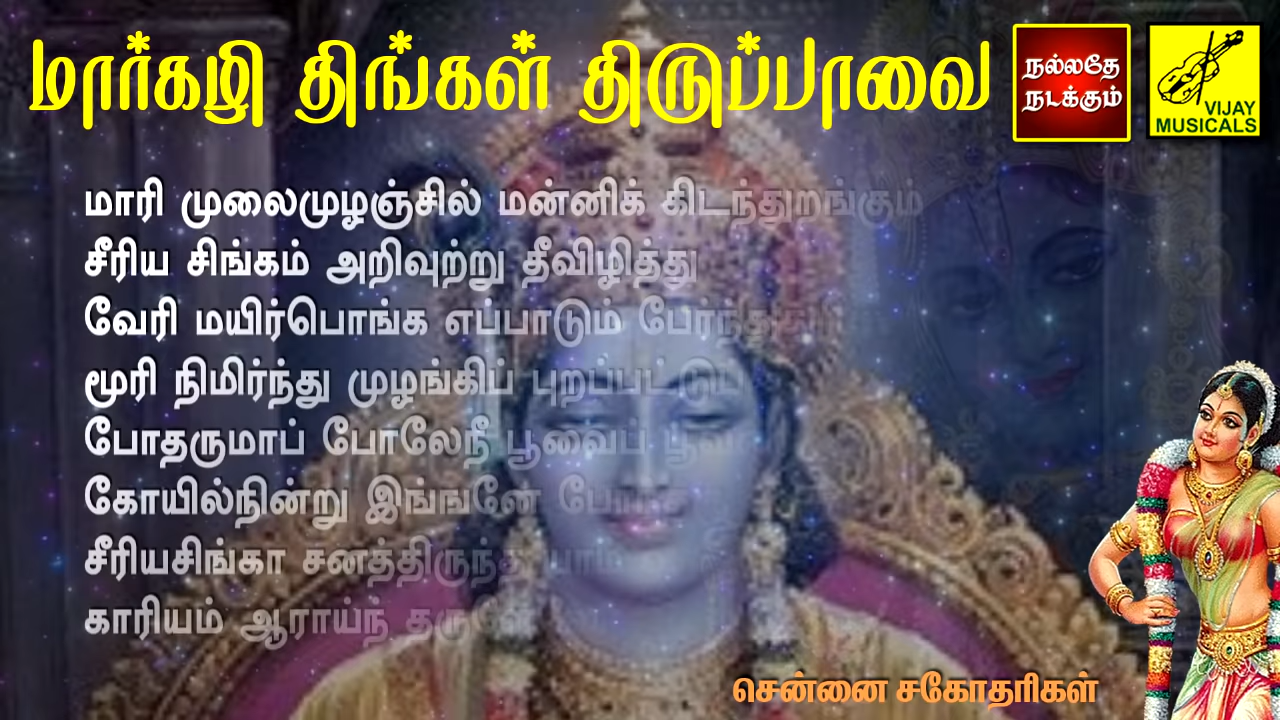 மார்கழி திங்கள் திருப்பாவை
நல்லதே
நடக்கும்
VIJAY
MUSICALS
மாரி முலைமுழஞ்சில் மன்னிக் கிடந்துறங்கும்
சீரிய சிங்கம் அறிவுற்று தீவிழித்து
வேரி மயிர்பொங்க எப்பாடும்
மூரி நிமிர்ந்து முழங்கிப் புறப்பட்டுப்
போதருமாப் போலேநீ பூவைப்
கோயில்நின்று இங்ஙனே
சீரியசிங்கா சனத்திருந்த
காரியம் ஆராய்ந்
சென்னை சகோதரிகள்